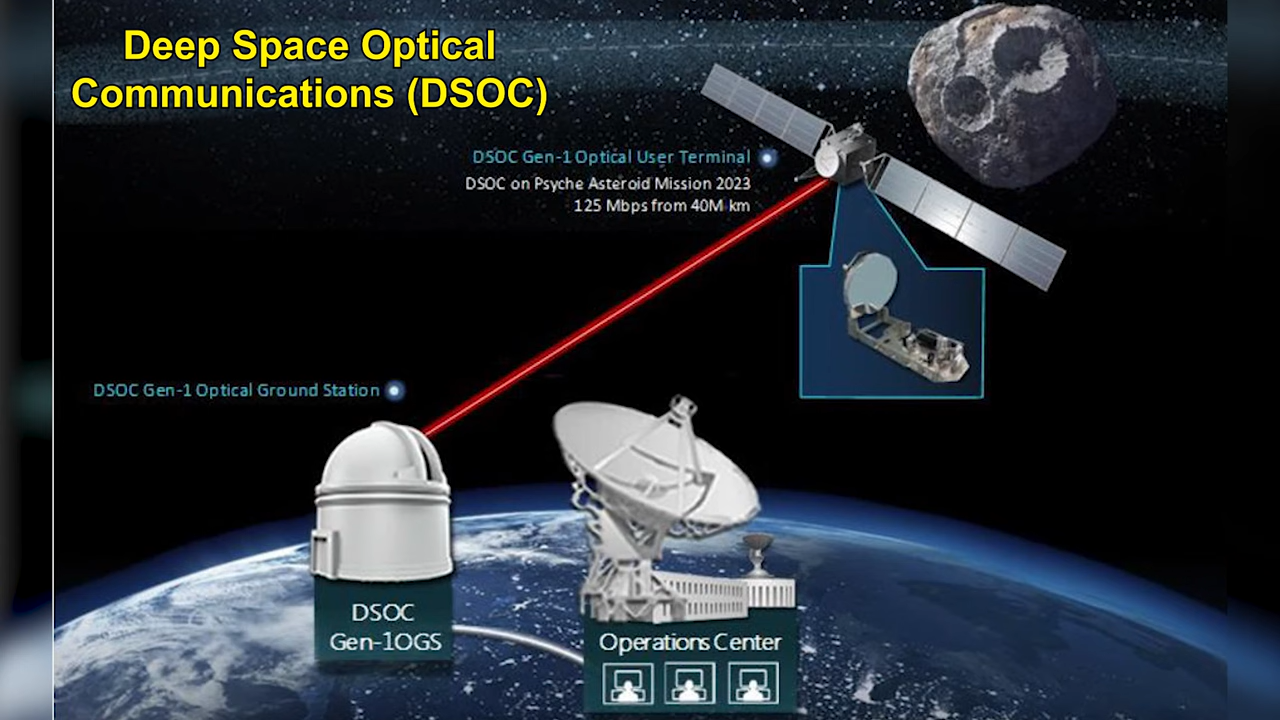 Deep Space Optical
Communications (DSOC)
DSOC Gen-1 Optical User Terminal
DSOC on Psyche Asteroid Mission 2023
125 Mbps from 40M km
DSOC Gen-1 Optical Ground Station
DSOC
Gen-1OGS
Operations Center